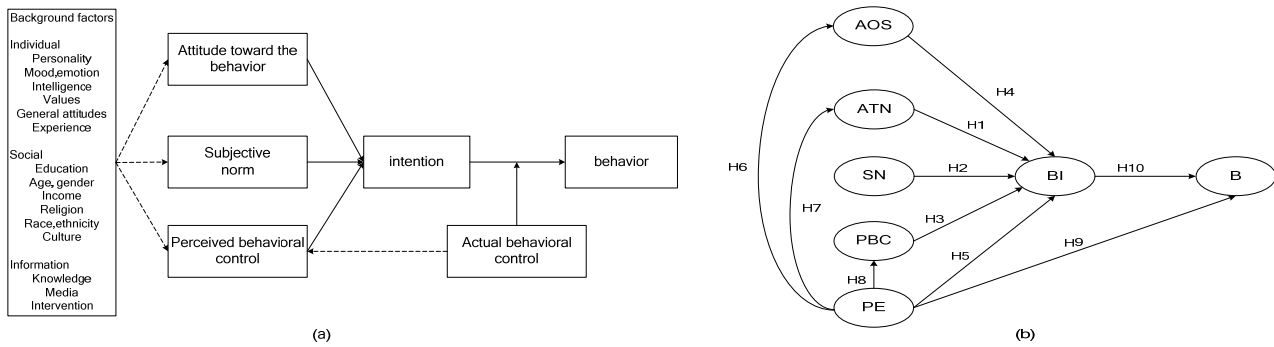 Background factors
Individual
Personality
Mood,emotion
Intelligence
Values
General attitudes
Experience
Social
Education
Age, gender
Income
Religion
Race,ethnicity
Culture
Information
Knowledge
Media
Intervention
Attitude toward the
behavior
Subjective
norm
Perceived behavioral
control
intention
behavior
Actual behavioral
control
(a)
AOS
ATN
SN
PBC
PE
BI
B
H4
H1
H2
H3
H5
H6
H7
H8
H9
H10
(b)